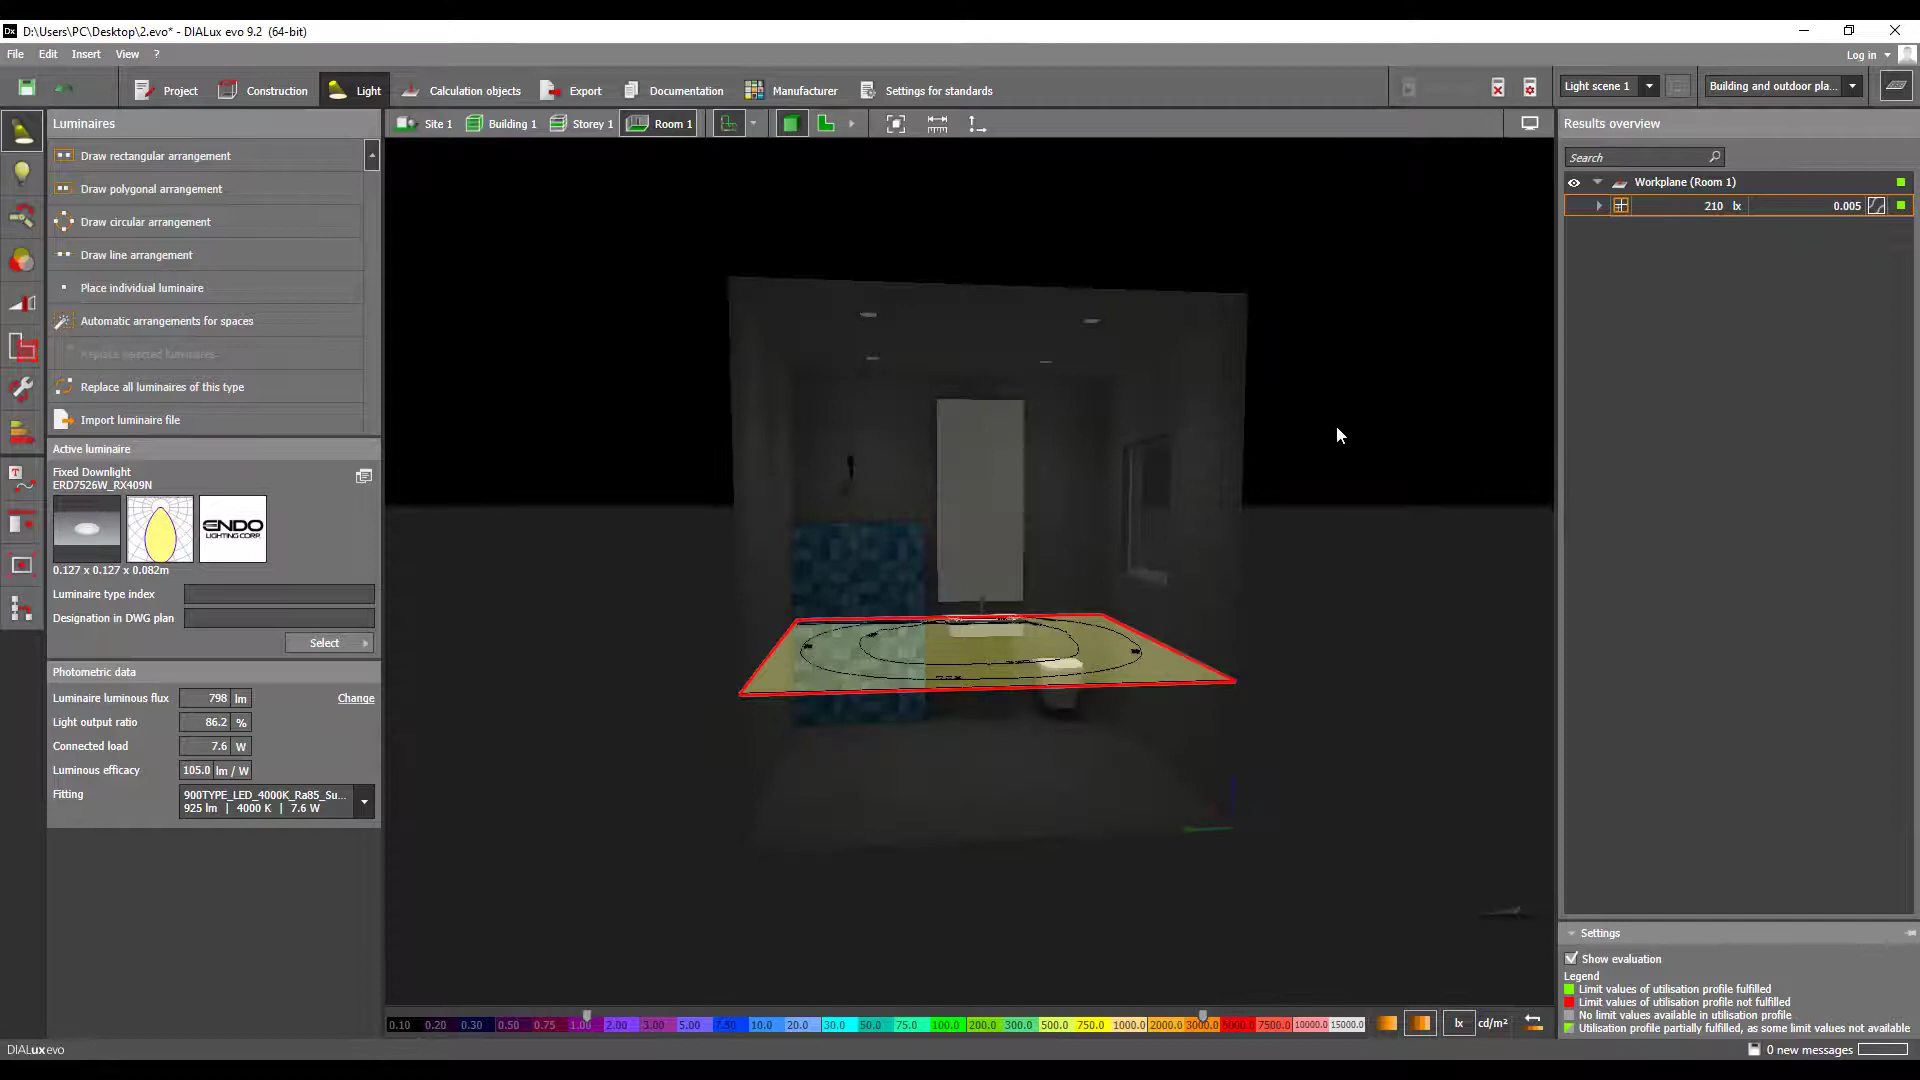 D:\Users\PC\Desktop\2.evo* - DIALux evo 9.2 (64-bit)
File Edit Insert View ?
Log in
Project Construction Light Calculation objects Export Documentation Manufacturer Settings for standards
Light scene 1 Building and outdoor pla...
Luminaires
Site 1 Building 1 Storey 1 Room 1
Results overview
Draw rectangular arrangement
Draw polygonal arrangement
Draw circular arrangement
Draw line arrangement
Place individual luminaire
Automatic arrangements for spaces
Replace selected luminaires
Replace all luminaires of this type
Import luminaire file
Active luminaire
Fixed Downlight
ERD7526W_RX409N
ENDO
LIGHTING CORP.
0.127 x 0.127 x 0.082m
Luminaire type index
Designation in DWG plan
Select
Photometric data
Luminaire luminous flux 798 lm Change
Light output ratio 86.2 %
Connected load 7.6 W
Luminous efficacy 105.0 lm / W
Fitting 900TYPE_LED_4000K_Ra85_Su...
925 lm | 4000 K | 7.6 W
Search
Workplane (Room 1)
210 lx 0.005
Settings
Show evaluation
Legend
Limit values of utilisation profile fulfilled
Limit values of utilisation profile not fulfilled
No limit values available in utilisation profile
Utilisation profile partially fulfilled, as some limit values not available
0.10 0.20 0.30 0.50 0.75 1.00 2.00 3.00 5.00 7.50 10.0 20.0 30.0 50.0 75.0 100.0 200.0 300.0 500.0 750.0 1000.0 2000.0 3000.0 5000.0 7500.0 10000.0 15000.0 lx cd/m²
DIALux evo
0 new messages